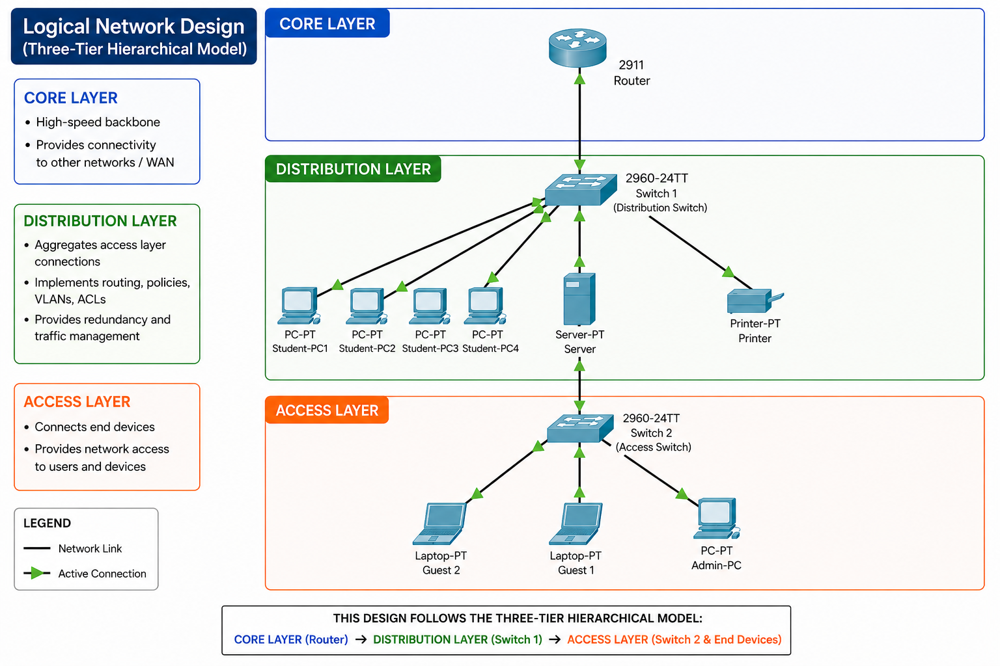 Logical Network Design
(Three-Tier Hierarchical Model)
CORE LAYER
• High-speed backbone
• Provides connectivity
to other networks / WAN
DISTRIBUTION LAYER
• Aggregates access layer
connections
• Implements routing, policies,
VLANs, ACLs
• Provides redundancy and
traffic management
ACCESS LAYER
• Connects end devices
• Provides network access
to users and devices
LEGEND
Network Link
Active Connection
CORE LAYER
2911
Router
DISTRIBUTION LAYER
2960-24TT
Switch 1
(Distribution Switch)
PC-PT
Student-PC1
PC-PT
Student-PC2
PC-PT
Student-PC3
PC-PT
Student-PC4
Server-PT
Server
Printer-PT
Printer
ACCESS LAYER
2960-24TT
Switch 2
(Access Switch)
Laptop-PT
Guest 2
Laptop-PT
Guest 1
PC-PT
Admin-PC
THIS DESIGN FOLLOWS THE THREE-TIER HIERARCHICAL MODEL:
CORE LAYER (Router) → DISTRIBUTION LAYER (Switch 1) → ACCESS LAYER (Switch 2 & End Devices)